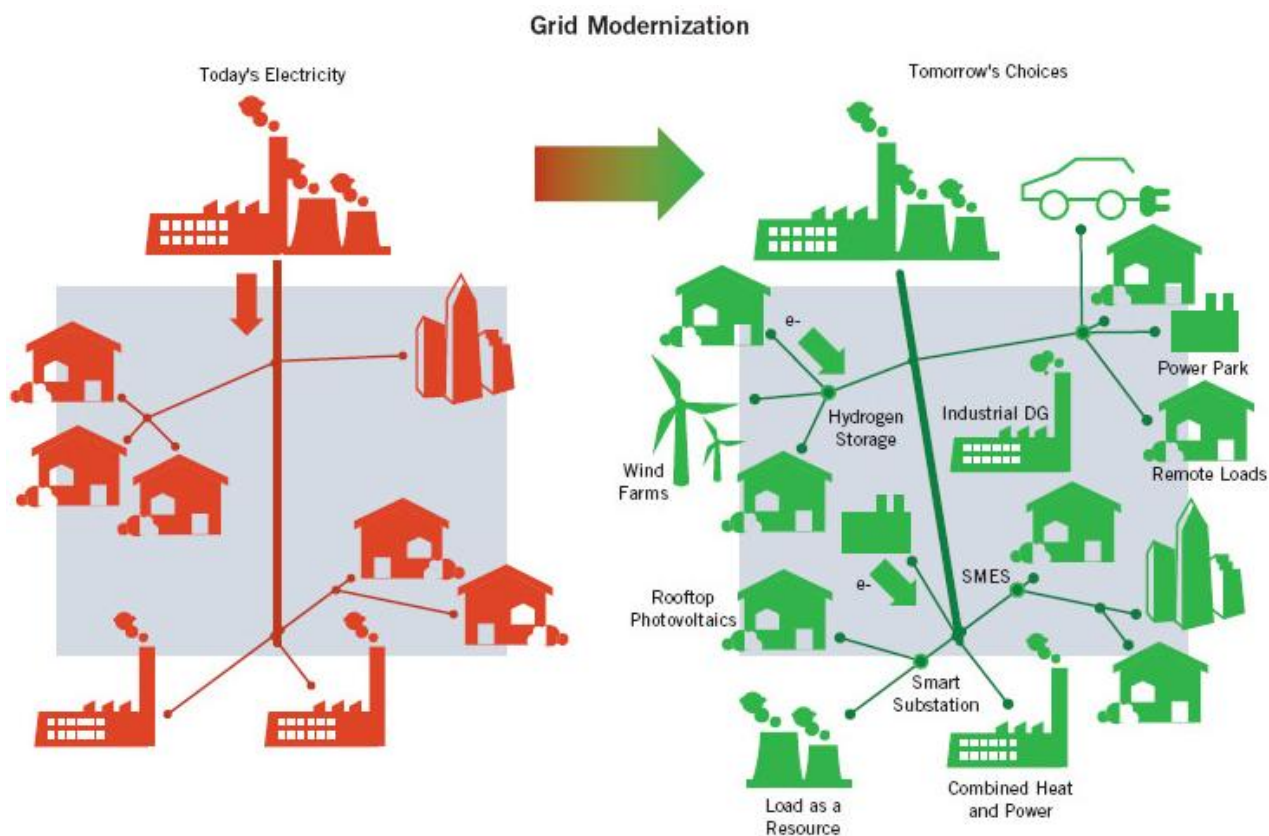 Grid Modernization
Today's Electricity
Tomorrow's Choices
e-
Power Park
Hydrogen
Storage
Industrial DG
Wind
Farms
Remote Loads
SMES
e-
Rooftop
Photovoltaics
Smart
Substation
Load as a
Resource
Combined Heat
and Power